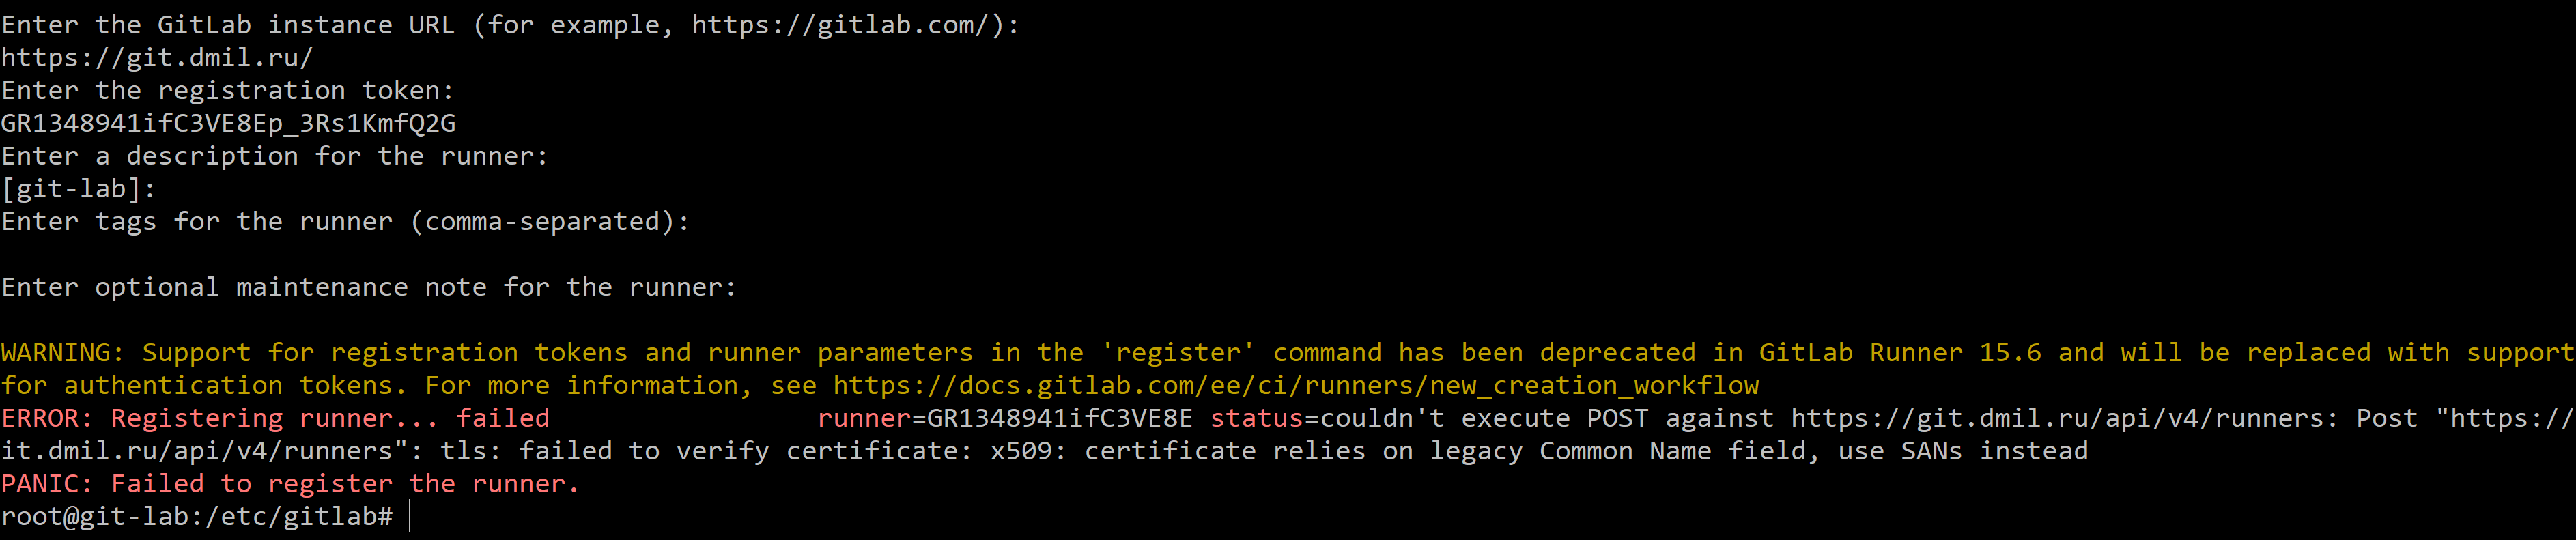 Enter the GitLab instance URL (for example, https://gitlab.com/):
https://git.dmil.ru/
Enter the registration token:
GR1348941ifC3VE8Ep_3Rs1KmfQ2G
Enter a description for the runner:
[git-lab]:
Enter tags for the runner (comma-separated):
Enter optional maintenance note for the runner:
WARNING: Support for registration tokens and runner parameters in the 'register' command has been deprecated in GitLab Runner 15.6 and will be replaced with support
for authentication tokens. For more information, see https://docs.gitlab.com/ee/ci/runners/new_creation_workflow
ERROR: Registering runner... failed runner=GR1348941ifC3VE8E status=couldn't execute POST against https://git.dmil.ru/api/v4/runners: Post "https://
it.dmil.ru/api/v4/runners": tls: failed to verify certificate: x509: certificate relies on legacy Common Name field, use SANs instead
PANIC: Failed to register the runner.
root@git-lab:/etc/gitlab#